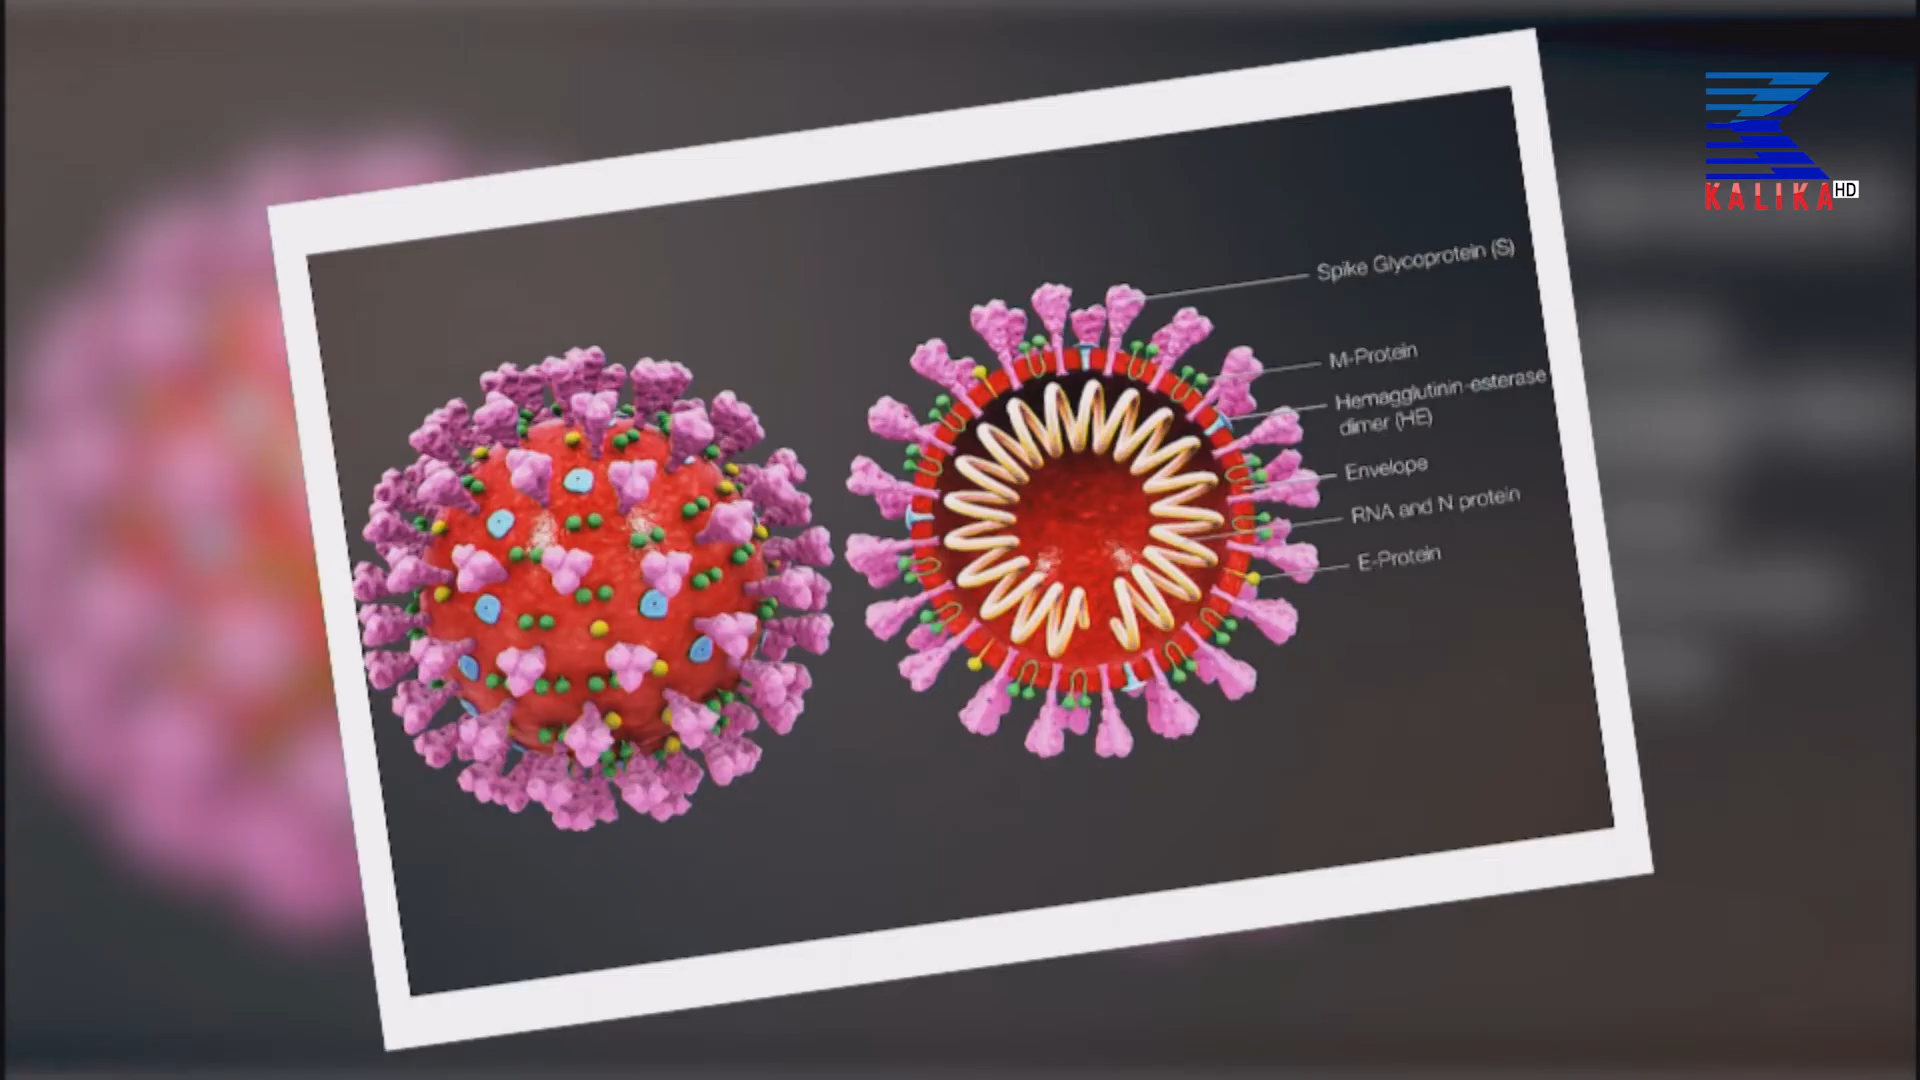 KALIKA HD
Spike Glycoprotein (S)
M-Protein
Hemagglutinin-esterase
dimer (HE)
Envelope
RNA and N protein
E-Protein